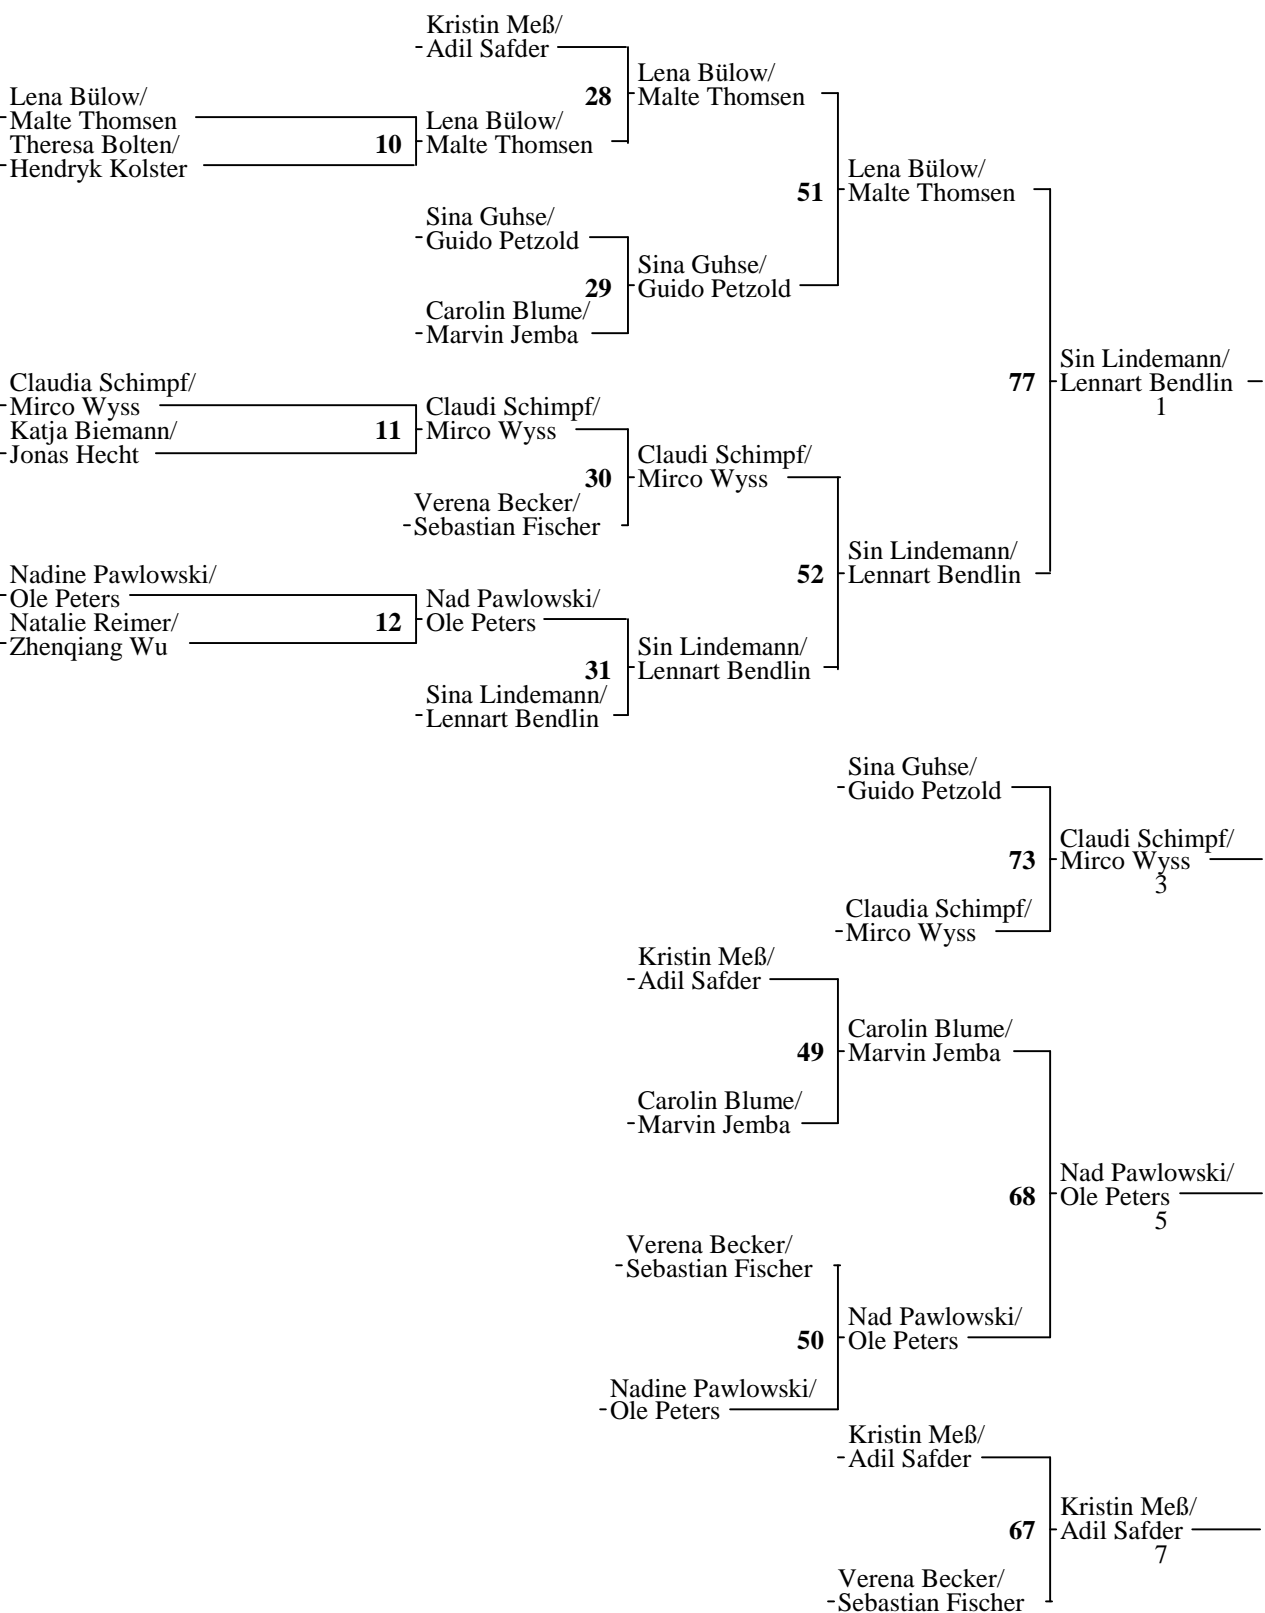 Kristin Meß/
Adil Safder
28
Lena Bülow/
Malte Thomsen
Lena Bülow/
Malte Thomsen
Theresa Bolten/
Hendryk Kolster
10
Lena Bülow/
Malte Thomsen
51
Lena Bülow/
Malte Thomsen
Sina Guhse/
Guido Petzold
29
Sina Guhse/
Guido Petzold
Carolin Blume/
Marvin Jemba
77
Sin Lindemann/
Lennart Bendlin
1
Claudia Schimpf/
Mirco Wyss
Katja Biemann/
Jonas Hecht
11
Claudi Schimpf/
Mirco Wyss
30
Claudi Schimpf/
Mirco Wyss
Verena Becker/
Sebastian Fischer
52
Sin Lindemann/
Lennart Bendlin
Nadine Pawlowski/
Ole Peters
Natalie Reimer/
Zhenqiang Wu
12
Nad Pawlowski/
Ole Peters
31
Sin Lindemann/
Lennart Bendlin
Sina Lindemann/
Lennart Bendlin
Sina Guhse/
Guido Petzold
73
Claudi Schimpf/
Mirco Wyss
3
Claudia Schimpf/
Mirco Wyss
Kristin Meß/
Adil Safder
49
Carolin Blume/
Marvin Jemba
Carolin Blume/
Marvin Jemba
68
Nad Pawlowski/
Ole Peters
5
Verena Becker/
Sebastian Fischer
50
Nad Pawlowski/
Ole Peters
Nadine Pawlowski/
Ole Peters
Kristin Meß/
Adil Safder
67
Kristin Meß/
Adil Safder
7
Verena Becker/
Sebastian Fischer